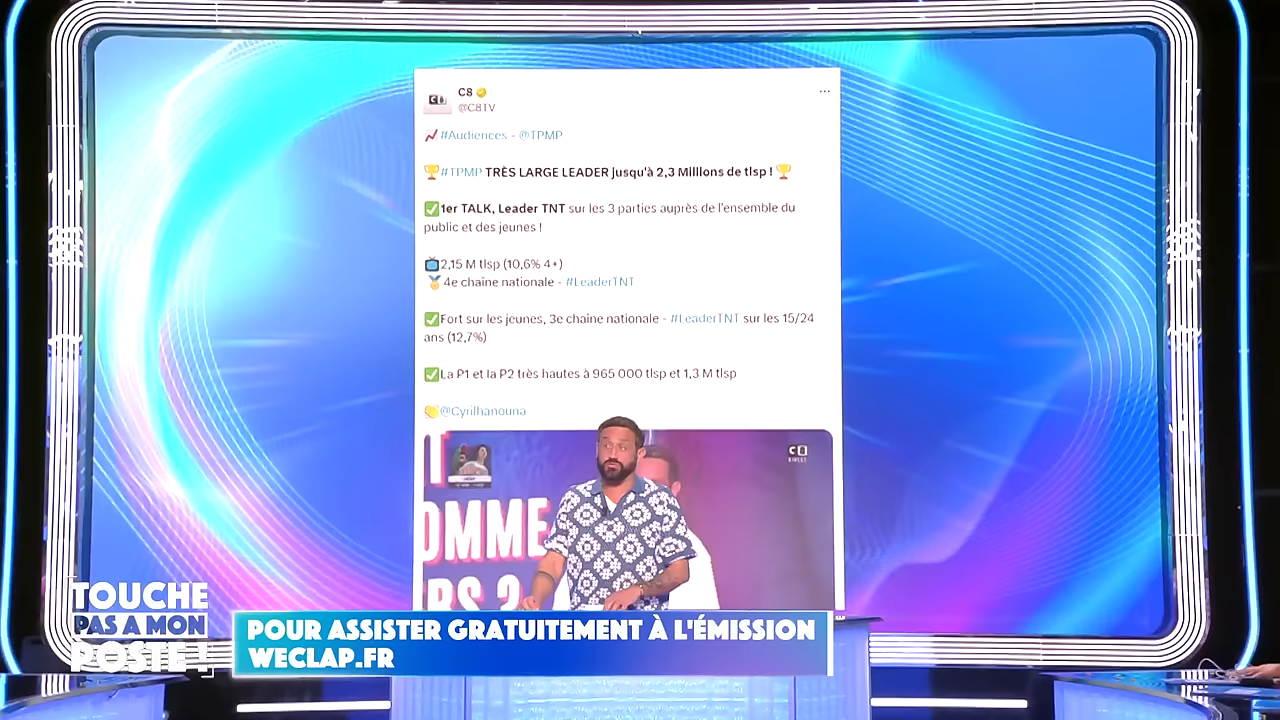 C8
@C8TV
#Audiences - @TPMP
#TPMP TRÈS LARGE LEADER jusqu'à 2,3 Millions de tlsp !
1er TALK, Leader TNT sur les 3 parties auprès de l'ensemble du
public et des jeunes !
2,15 M tlsp (10,6% 4+)
4e chaîne nationale - #LeaderTNT
Fort sur les jeunes, 3e chaîne nationale - #LeaderTNT sur les 15/24
ans (12,7%)
La P1 et la P2 très hautes à 965 000 tlsp et 1,3 M tlsp
@Cyrilhanouna
OMME
RS ?
TOUCHE
PAS A MON
POSTE !
POUR ASSISTER GRATUITEMENT À L'ÉMISSION
WECLAP.FR